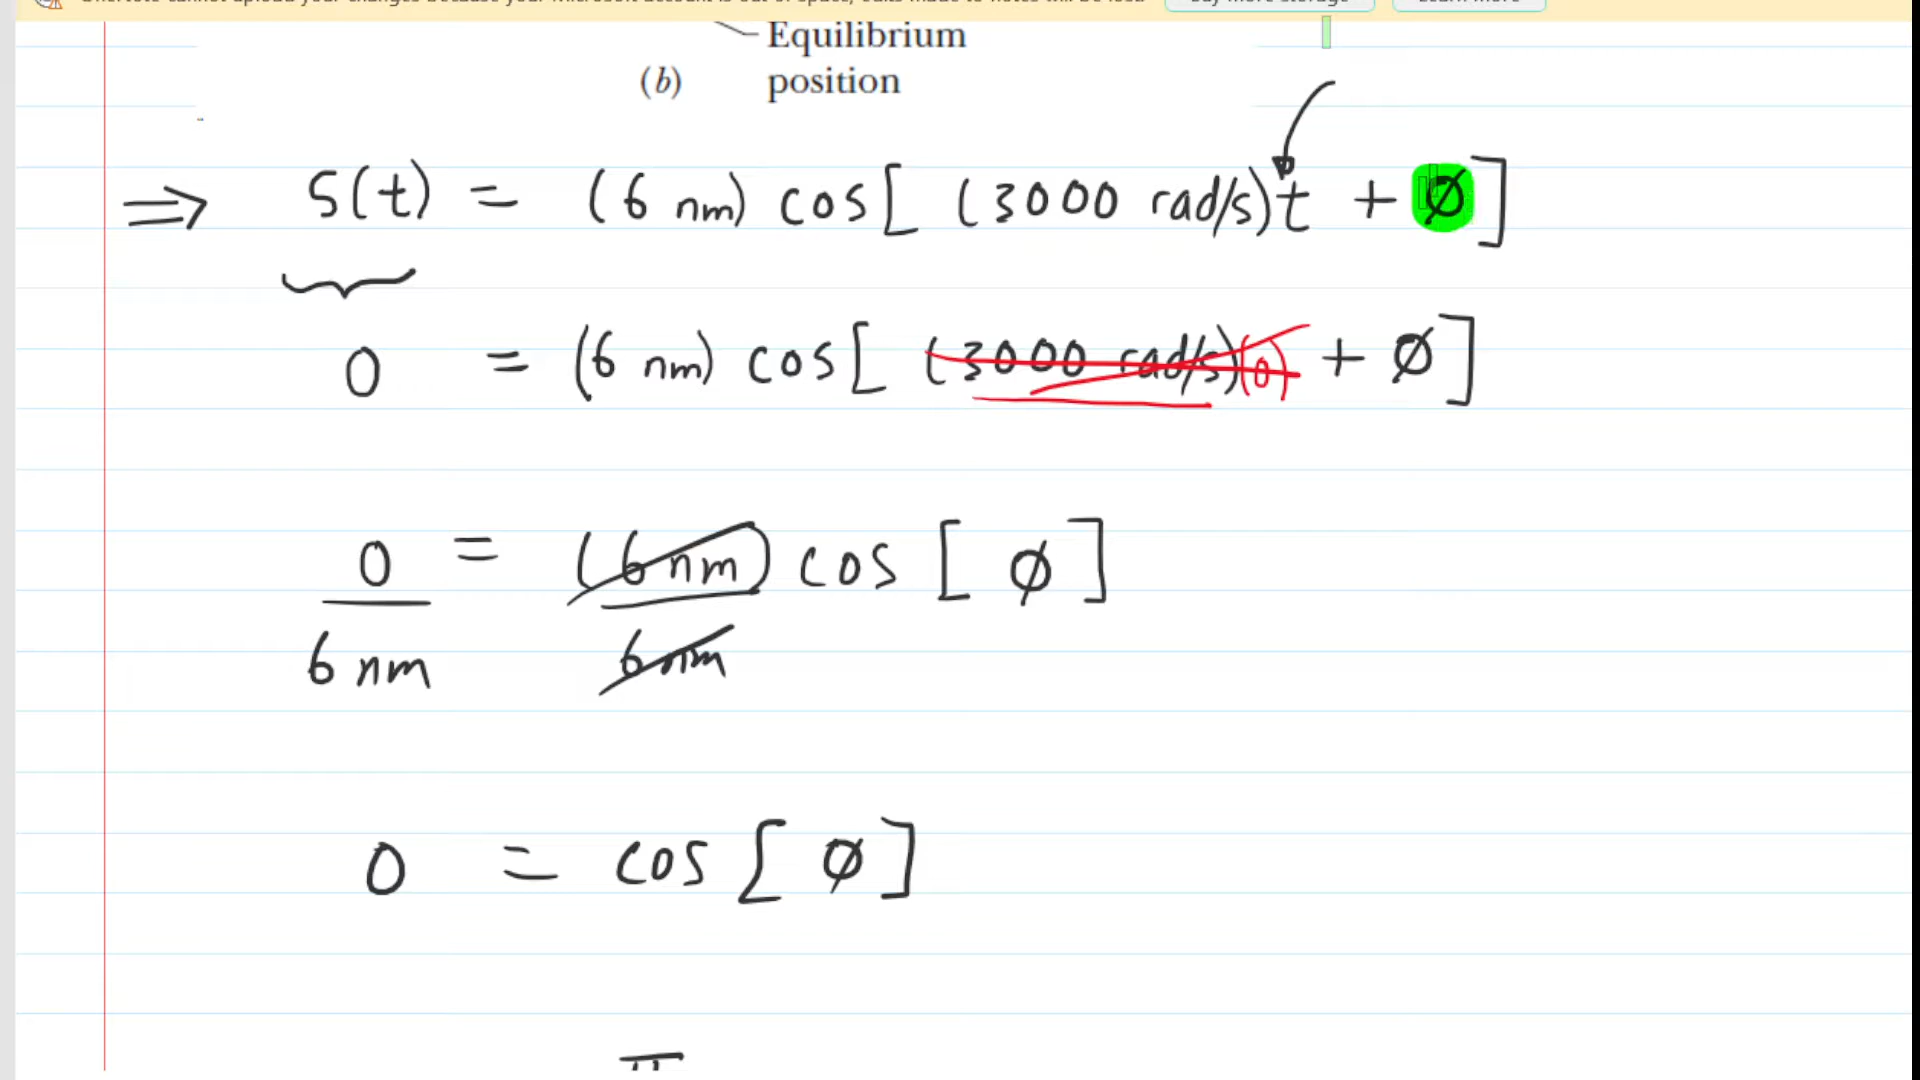 Equilibrium
(b) position
⇒ S(t) = (6 nm) cos[ (3000 rad/s)t + Ø ]
0 = (6 nm) cos[ (3000 rad/s)(0) + Ø ]
0 = (6 nm) cos [ Ø ]
6 nm 6 nm
0 = cos [ Ø ]